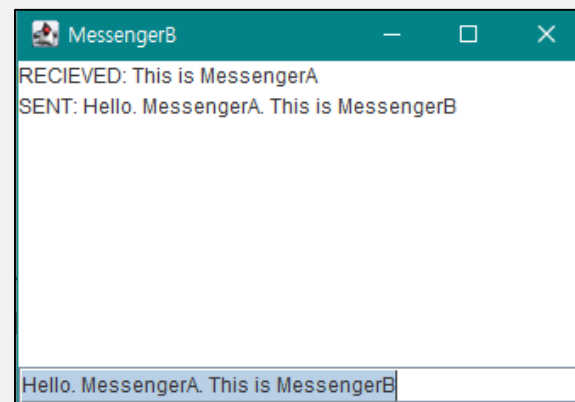 MessengerB
RECIEVED: This is MessengerA
SENT: Hello. MessengerA. This is MessengerB
Hello. MessengerA. This is MessengerB